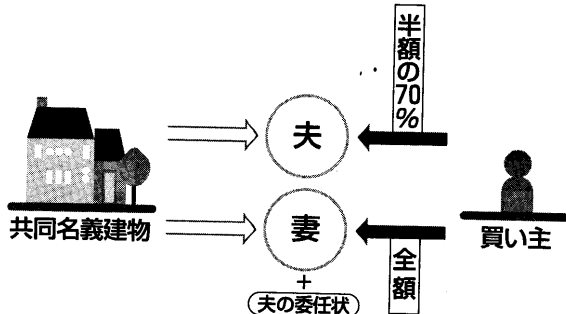 半額の70%
夫
共同名義建物
妻
+
夫の委任状
全額
買い主